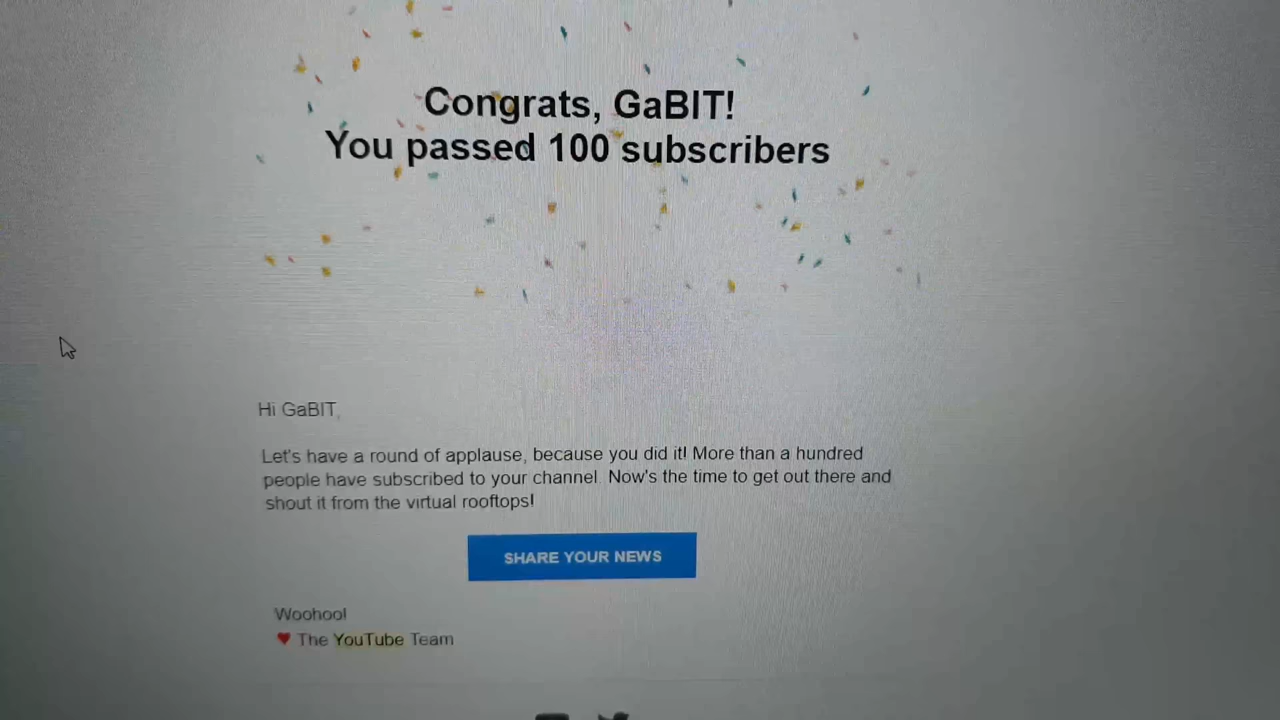 Congrats, GaBIT!
You passed 100 subscribers
Hi GaBIT,
Let's have a round of applause, because you did it! More than a hundred
people have subscribed to your channel. Now's the time to get out there and
shout it from the virtual rooftops!
SHARE YOUR NEWS
Woohoo!
♥ The YouTube Team